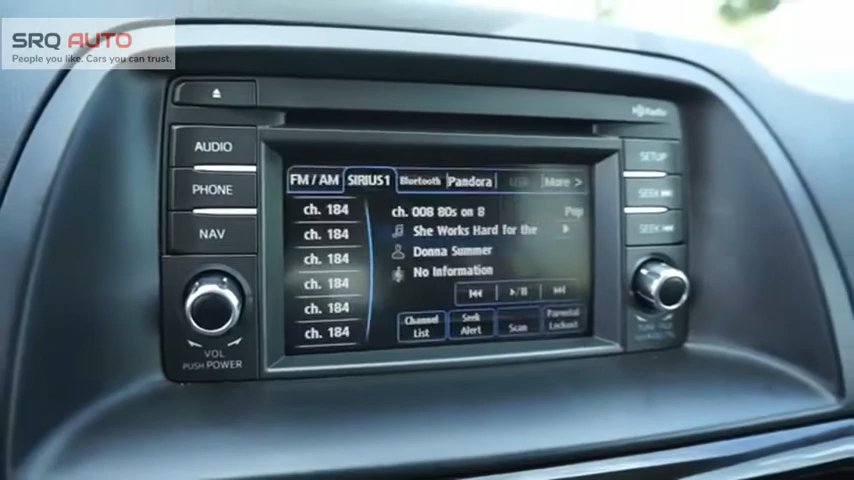 SRQ AUTO
People you like. Cars you can trust.
HD Radio
AUDIO
PHONE
NAV
VOL
PUSH POWER
FM / AM SIRIUS1 Bluetooth Pandora USB More >
ch. 184
ch. 184
ch. 184
ch. 184
ch. 184
ch. 184
ch. 008 80s on 8 Pop
She Works Hard for the
Donna Summer
No Information
Channel List
Seek Alert
Scan
Parental Lockout
SETUP
SEEK
SEEK
TUNE